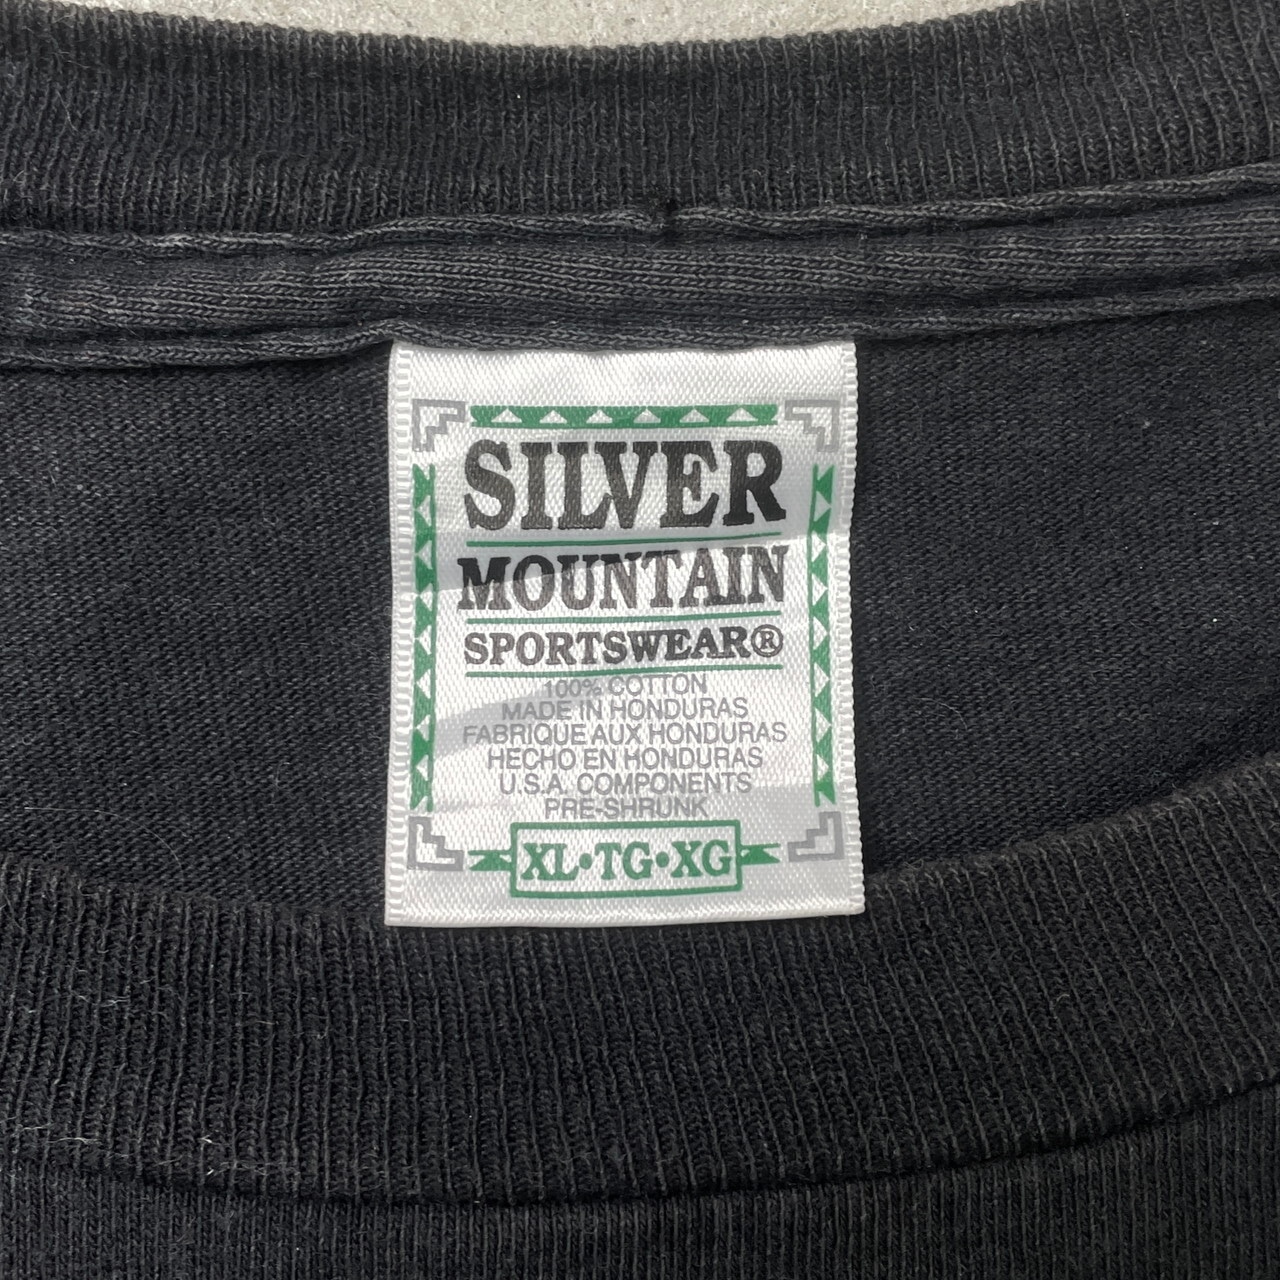 SILVER
MOUNTAIN
SPORTSWEAR®
100% COTTON
MADE IN HONDURAS
FABRIQUE AUX HONDURAS
HECHO EN HONDURAS
U.S.A. COMPONENTS
PRE-SHRUNK
XL•TG•XG